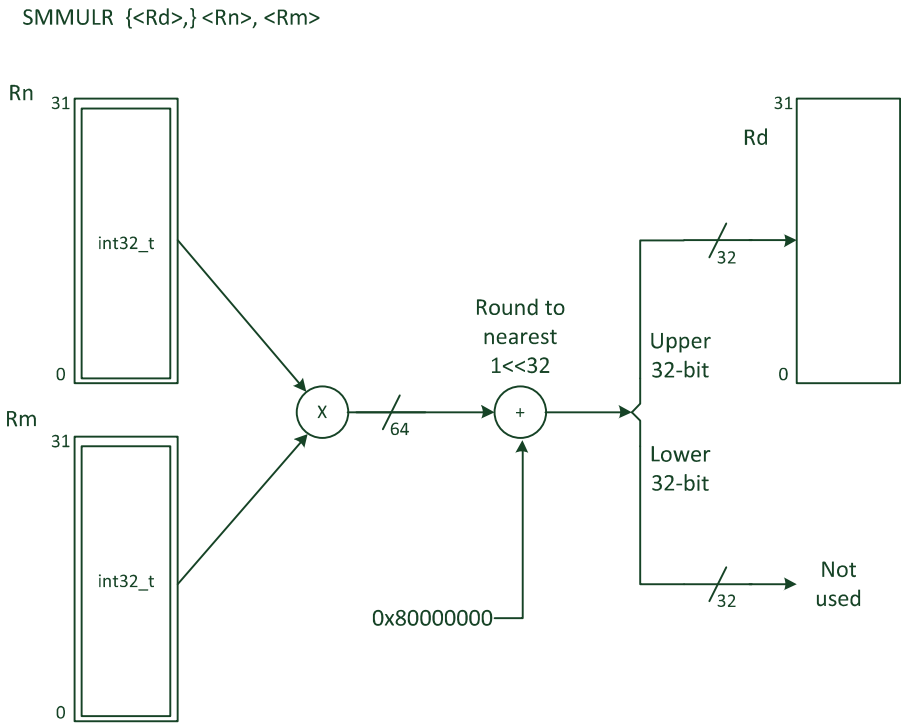 SMMULR {<Rd>,} <Rn>, <Rm>
Rn
31
int32_t
0
Rm
31
int32_t
0
X
64
Round to
nearest
1<<32
+
0x80000000
Upper
32-bit
Lower
32-bit
32
31
Rd
0
32
Not
used